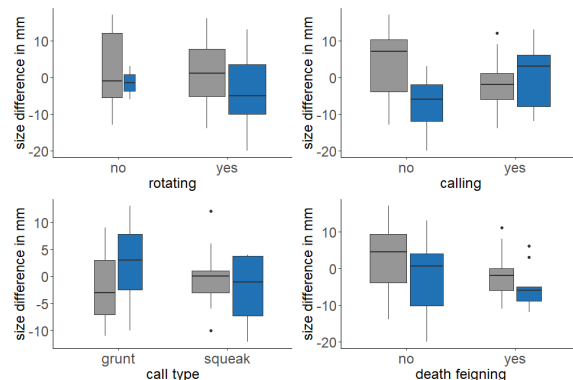 size difference in mm
10
0
-10
-20
no yes
rotating
size difference in mm
10
0
-10
-20
no yes
calling
size difference in mm
10
5
0
-5
-10
grunt squeak
call type
size difference in mm
10
0
-10
-20
no yes
death feigning